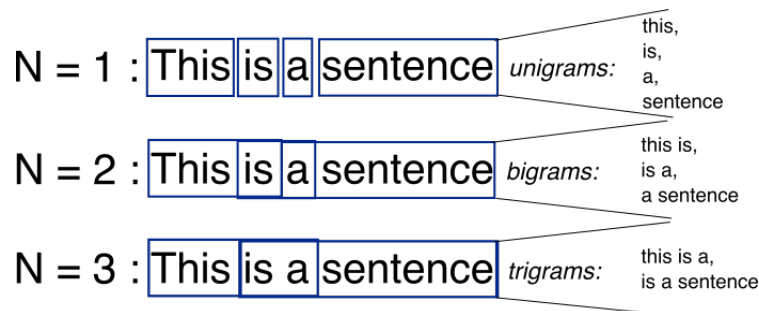 N = 1 : This is a sentence unigrams:
this,
is,
a,
sentence
N = 2 : This is a sentence bigrams:
this is,
is a,
a sentence
N = 3 : This is a sentence trigrams:
this is a,
is a sentence